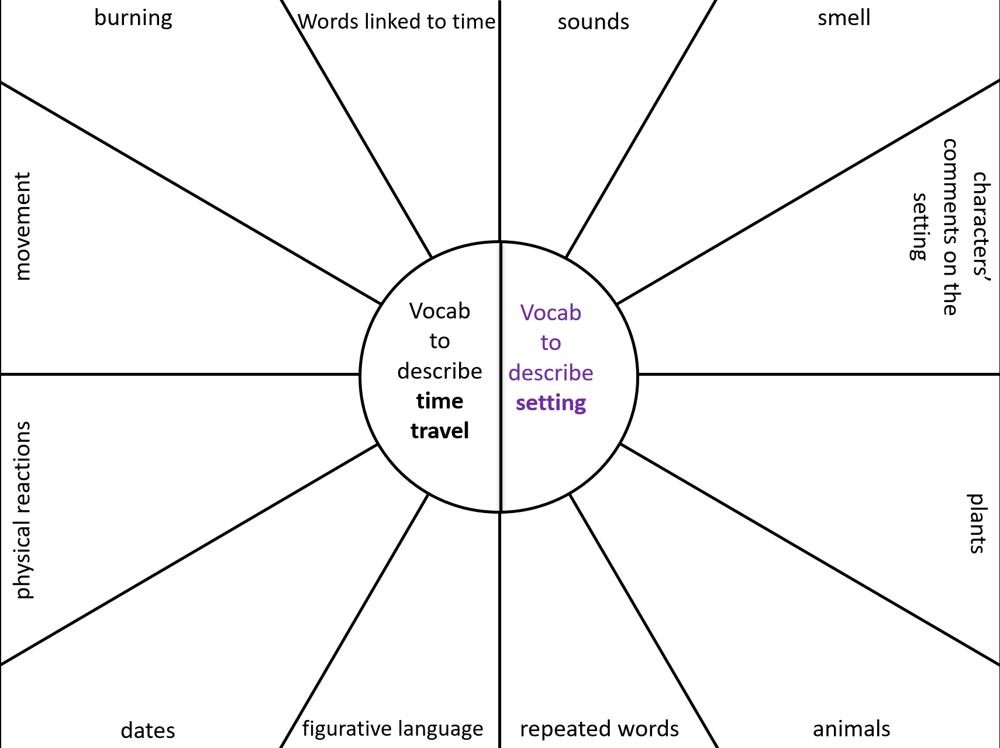 burning
Words linked to time
sounds
smell
movement
characters’
comments on the
setting
Vocab
to
describe
time
travel
Vocab
to
describe
setting
physical reactions
plants
dates
figurative language
repeated words
animals